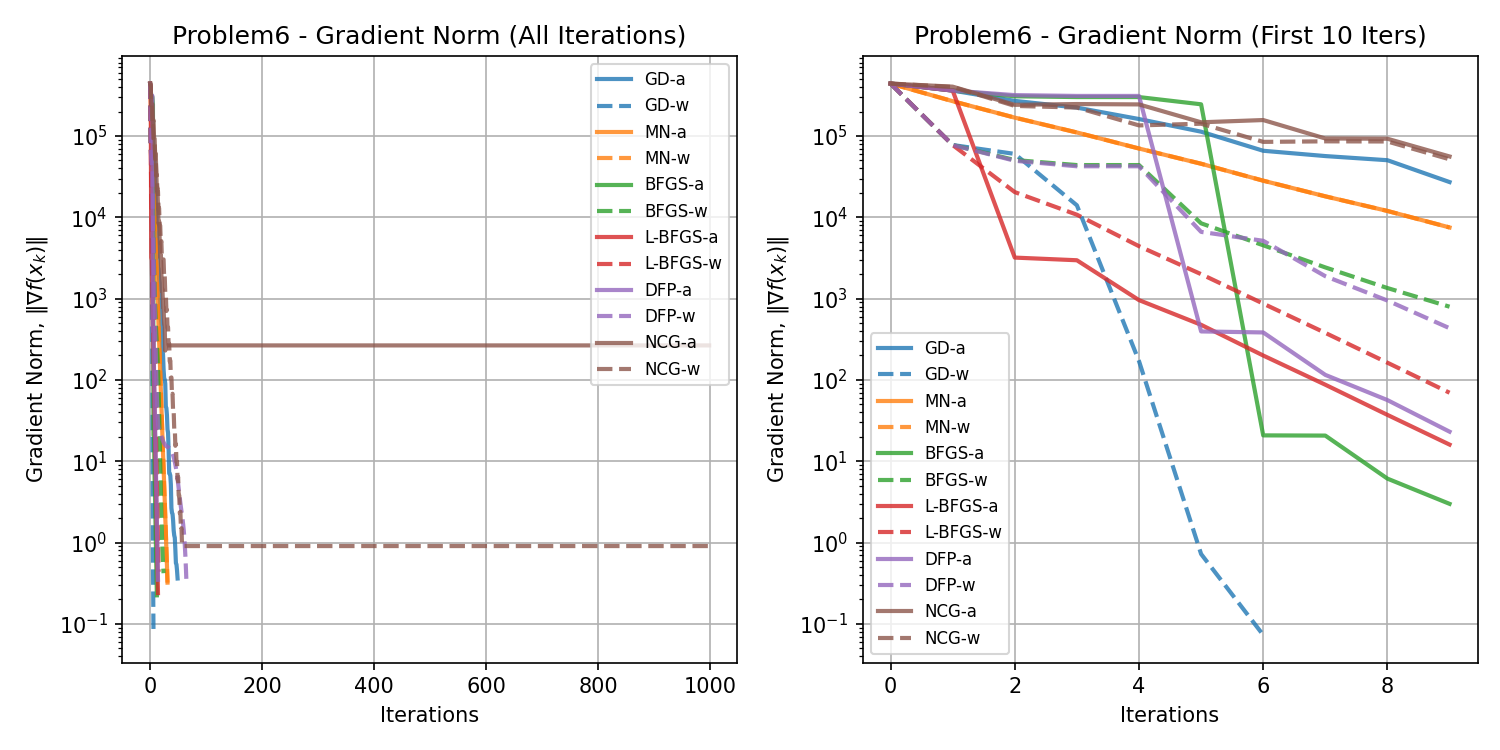 Problem6 - Gradient Norm (All Iterations)
Gradient Norm, ‖∇f(x_k)‖
10^5
10^4
10^3
10^2
10^1
10^0
10^−1
0 200 400 600 800 1000
Iterations
GD-a
GD-w
MN-a
MN-w
BFGS-a
BFGS-w
L-BFGS-a
L-BFGS-w
DFP-a
DFP-w
NCG-a
NCG-w
Problem6 - Gradient Norm (First 10 Iters)
Gradient Norm, ‖∇f(x_k)‖
10^5
10^4
10^3
10^2
10^1
10^0
10^−1
0 2 4 6 8
Iterations
GD-a
GD-w
MN-a
MN-w
BFGS-a
BFGS-w
L-BFGS-a
L-BFGS-w
DFP-a
DFP-w
NCG-a
NCG-w